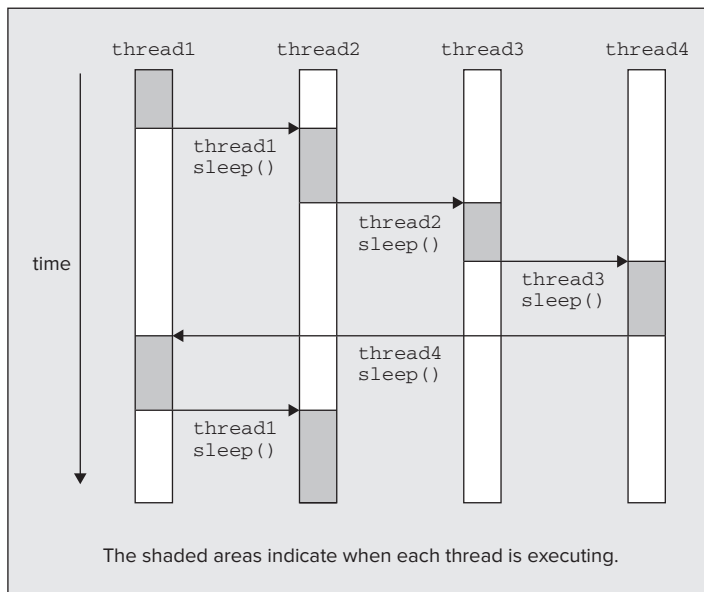 thread1 thread2 thread3 thread4
thread1
sleep()
thread2
sleep()
time
thread3
sleep()
thread4
sleep()
thread1
sleep()
The shaded areas indicate when each thread is executing.